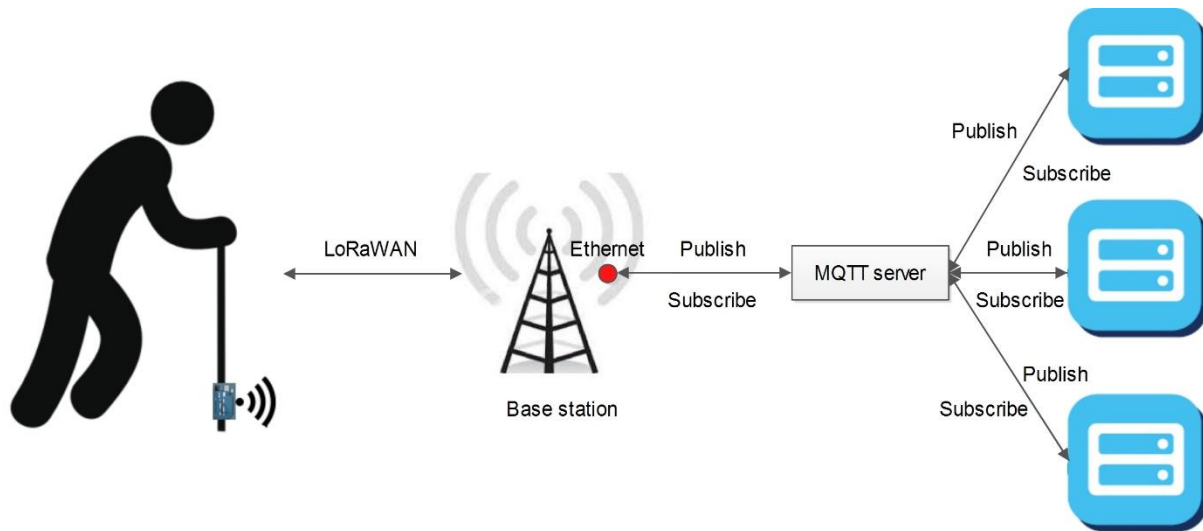 LoRaWAN
Ethernet
Base station
Publish
Subscribe
MQTT server
Publish
Subscribe
Publish
Subscribe
Publish
Subscribe